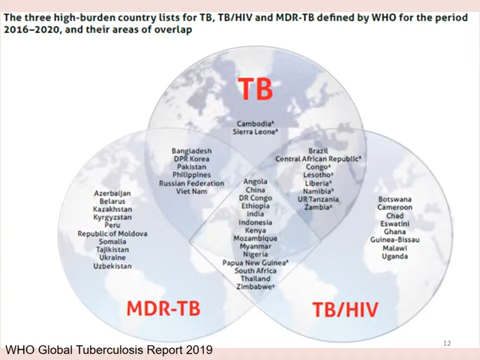 The three high-burden country lists for TB, TB/HIV and MDR-TB defined by WHO for the period
2016–2020, and their areas of overlap
TB
Cambodiaª
Sierra Leoneª
Bangladesh
DPR Korea
Pakistan
Philippines
Russian Federation
Viet Nam
Brazil
Central African Republicª
Congoª
Lesothoª
Liberiaª
Namibiaª
UR Tanzania
Zambiaª
Angola
China
DR Congo
Ethiopia
India
Indonesia
Kenya
Mozambique
Myanmar
Nigeria
Papua New Guineaª
South Africa
Thailand
Zimbabweª
Azerbaijan
Belarus
Kazakhstan
Kyrgyzstan
Peru
Republic of Moldova
Somalia
Tajikistan
Ukraine
Uzbekistan
Botswana
Cameroon
Chad
Eswatini
Ghana
Guinea-Bissau
Malawi
Uganda
MDR-TB
TB/HIV
WHO Global Tuberculosis Report 2019
12